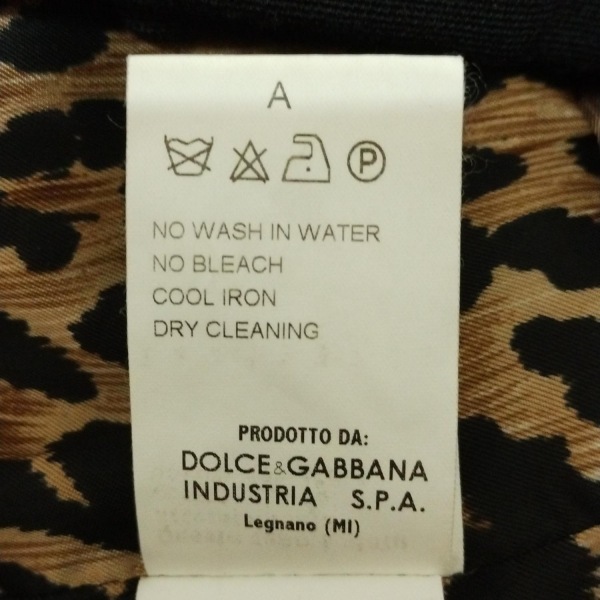 A
P
NO WASH IN WATER
NO BLEACH
COOL IRON
DRY CLEANING
PRODOTTO DA:
DOLCE&GABBANA
INDUSTRIA S.P.A.
Legnano (MI)